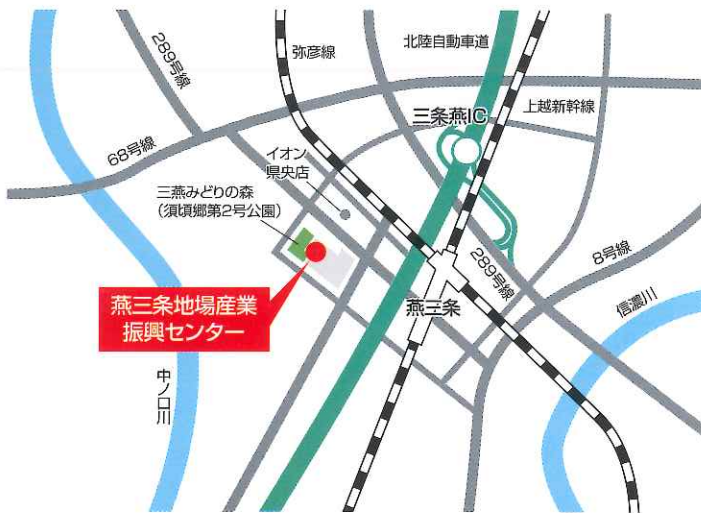 289号線
弥彦線
北陸自動車道
三条燕IC
上越新幹線
68号線
イオン
県央店
三燕みどりの森
(須頃郷第2号公園)
289号線
8号線
燕三条
信濃川
燕三条地場産業
振興センター
中ノ口川